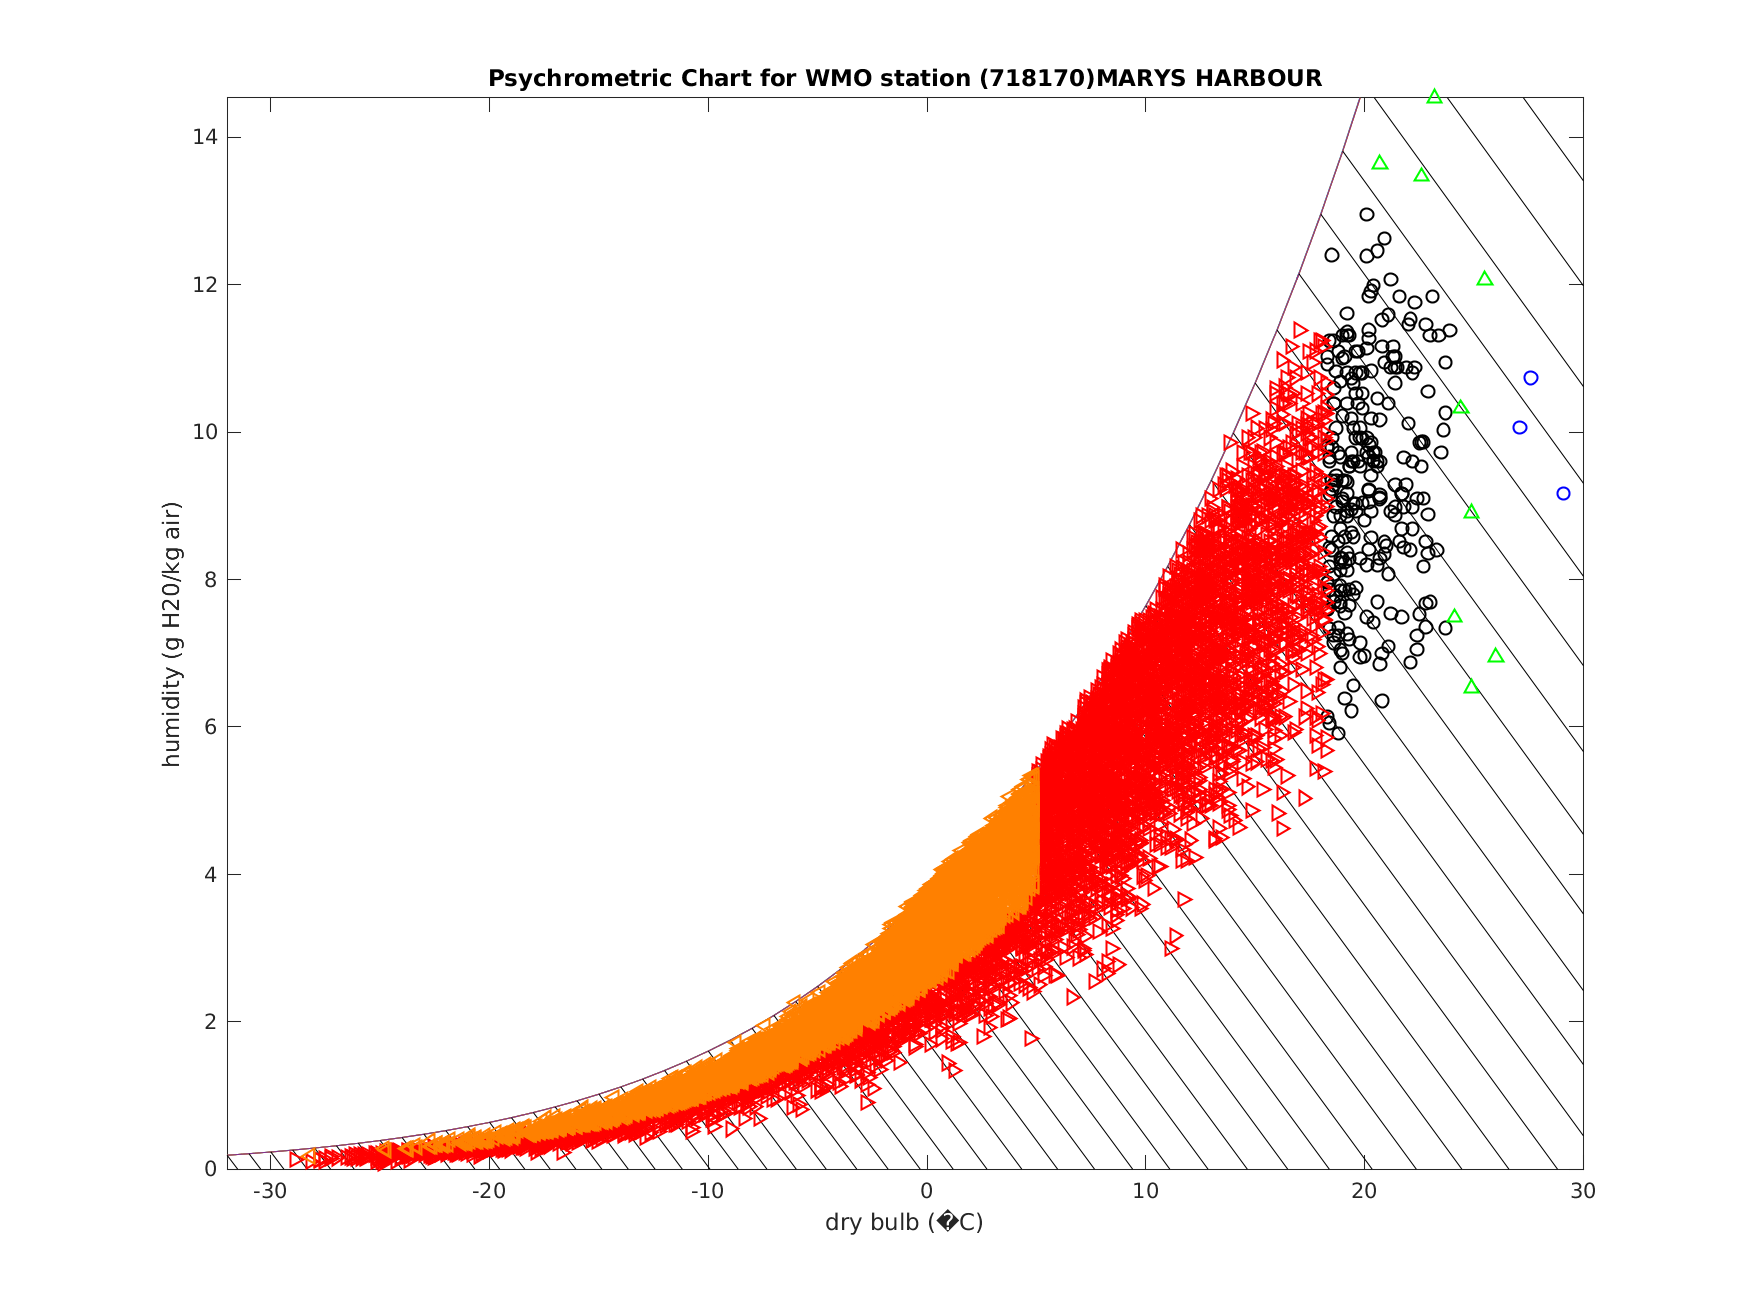 Psychrometric Chart for WMO station (718170)MARYS HARBOUR
humidity (g H20/kg air)
14
12
10
8
6
4
2
0
-30 -20 -10 0 10 20 30
dry bulb (�C)